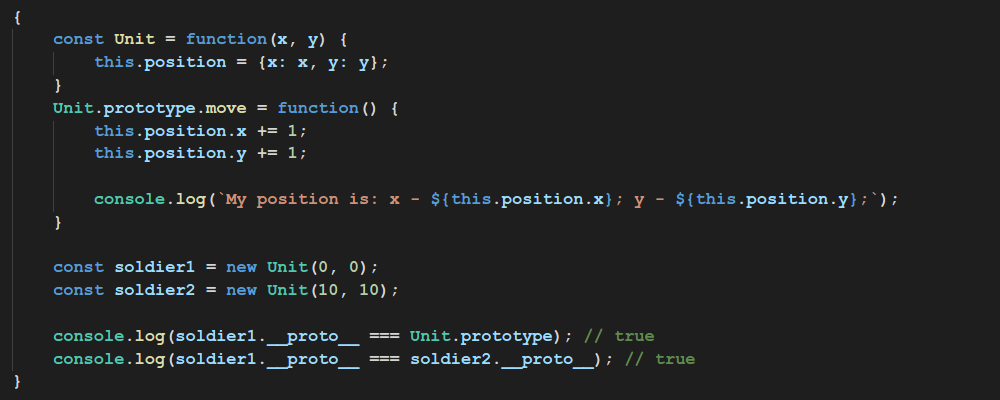 {
    const Unit = function(x, y) {
        this.position = {x: x, y: y};
    }
    Unit.prototype.move = function() {
        this.position.x += 1;
        this.position.y += 1;

        console.log(`My position is: x - ${this.position.x}; y - ${this.position.y};`);
    }

    const soldier1 = new Unit(0, 0);
    const soldier2 = new Unit(10, 10);

    console.log(soldier1.__proto__ === Unit.prototype); // true
    console.log(soldier1.__proto__ === soldier2.__proto__); // true
}